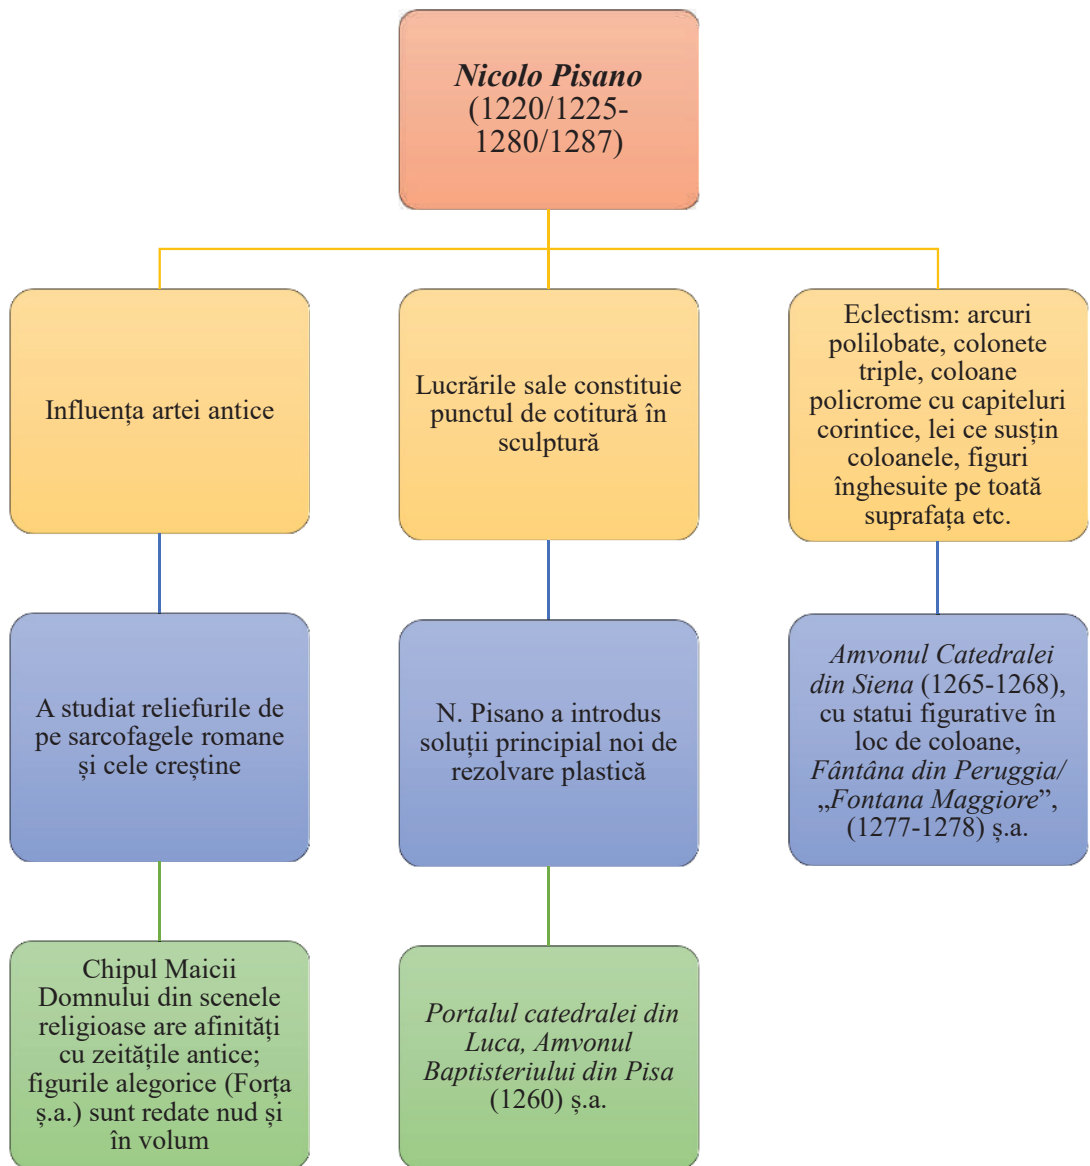 Nicolo Pisano
(1220/1225-
1280/1287)
Influența artei antice
Lucrările sale constituie
punctul de cotitură în
sculptură
Eclectism: arcuri
polilobate, colonete
triple, coloane
policrome cu capiteluri
corintice, lei ce susțin
coloanele, figuri
înghesuite pe toată
suprafața etc.
A studiat reliefurile de
pe sarcofagele romane
și cele creștine
N. Pisano a introdus
soluții principial noi de
rezolvare plastică
Amvonul Catedralei
din Siena (1265-1268),
cu statui figurative în
loc de coloane,
Fântâna din Peruggia/
„Fontana Maggiore”,
(1277-1278) ș.a.
Chipul Maicii
Domnului din scenele
religioase are afinități
cu zeitățile antice;
figurile alegorice (Forța
ș.a.) sunt redate nud și
în volum
Portalul catedralei din
Luca, Amvonul
Baptisteriului din Pisa
(1260) ș.a.